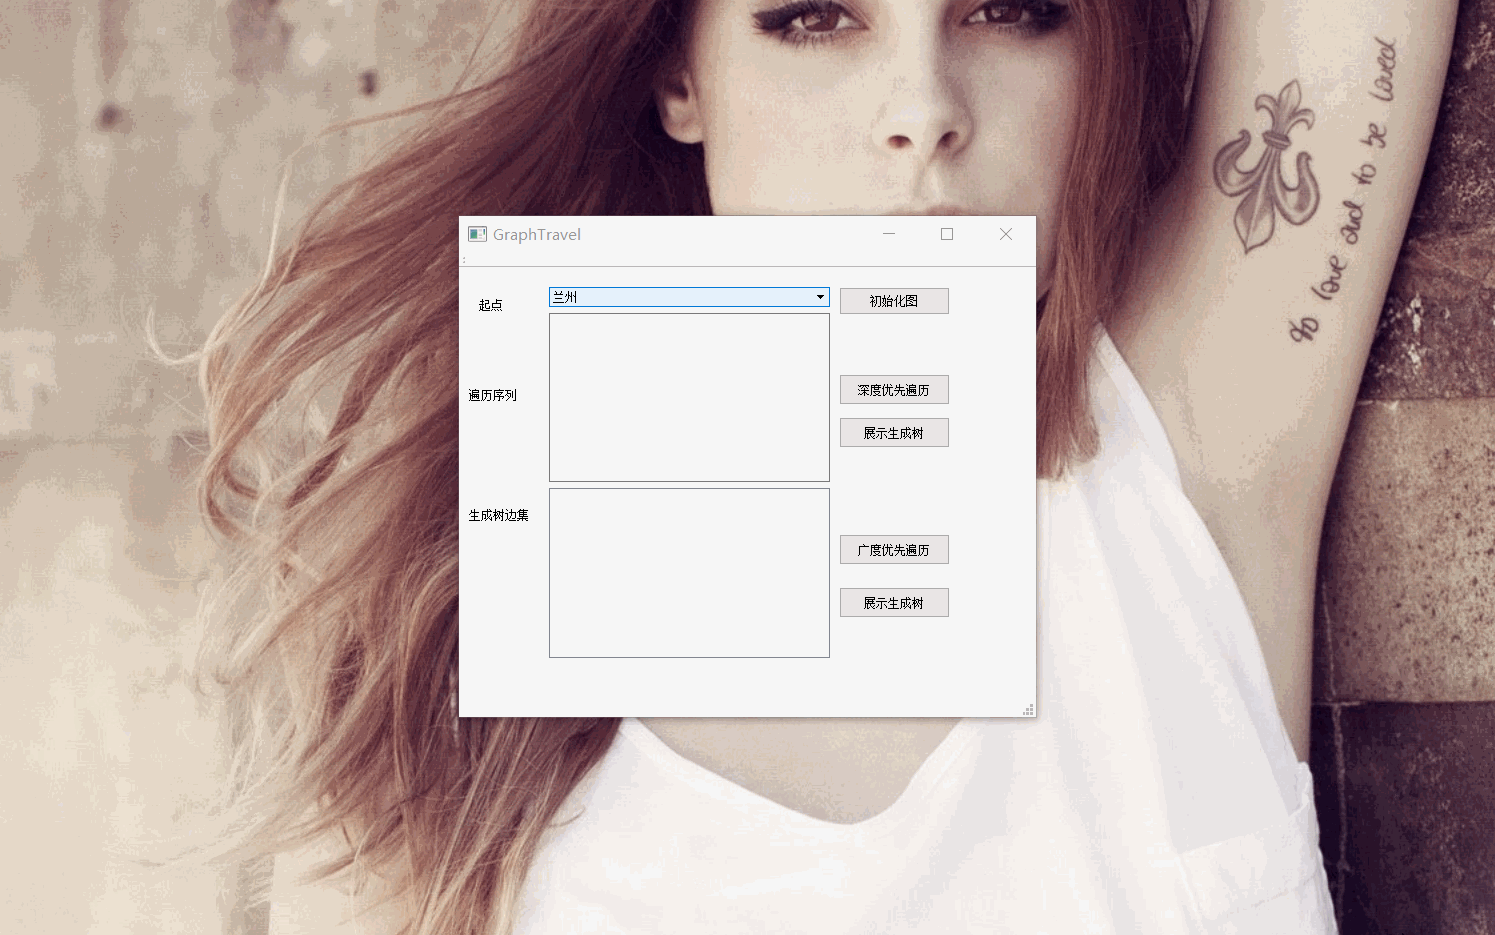 to love and to be loved
GraphTravel
起点
兰州
初始化图
遍历序列
深度优先遍历
展示生成树
生成树边集
广度优先遍历
展示生成树